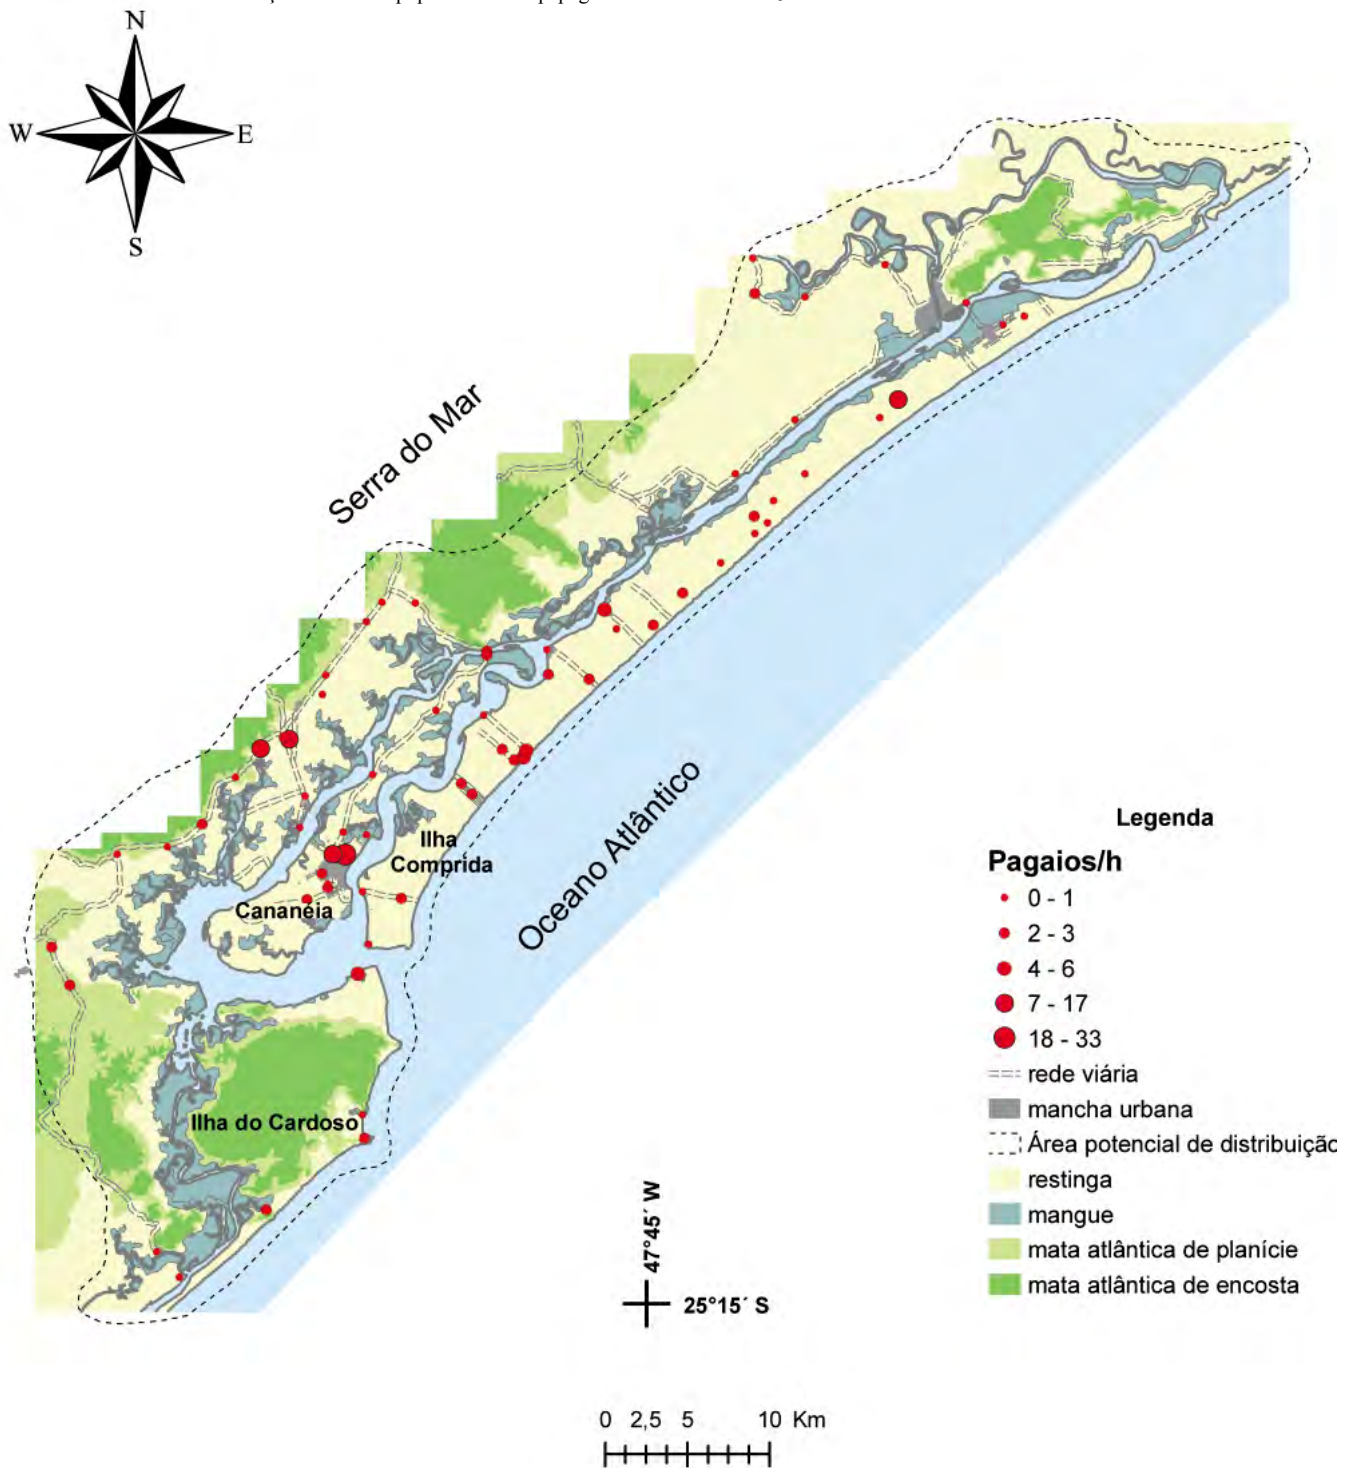 N
W
E
S
Serra do Mar
Oceano Atlântico
Ilha
Comprida
Cananéia
Ilha do Cardoso
Legenda
Pagaios/h
0 - 1
2 - 3
4 - 6
7 - 17
18 - 33
rede viária
mancha urbana
Área potencial de distribuição
restinga
mangue
mata atlântica de planície
mata atlântica de encosta
47°45´ W
25°15´ S
0 2,5 5 10 Km